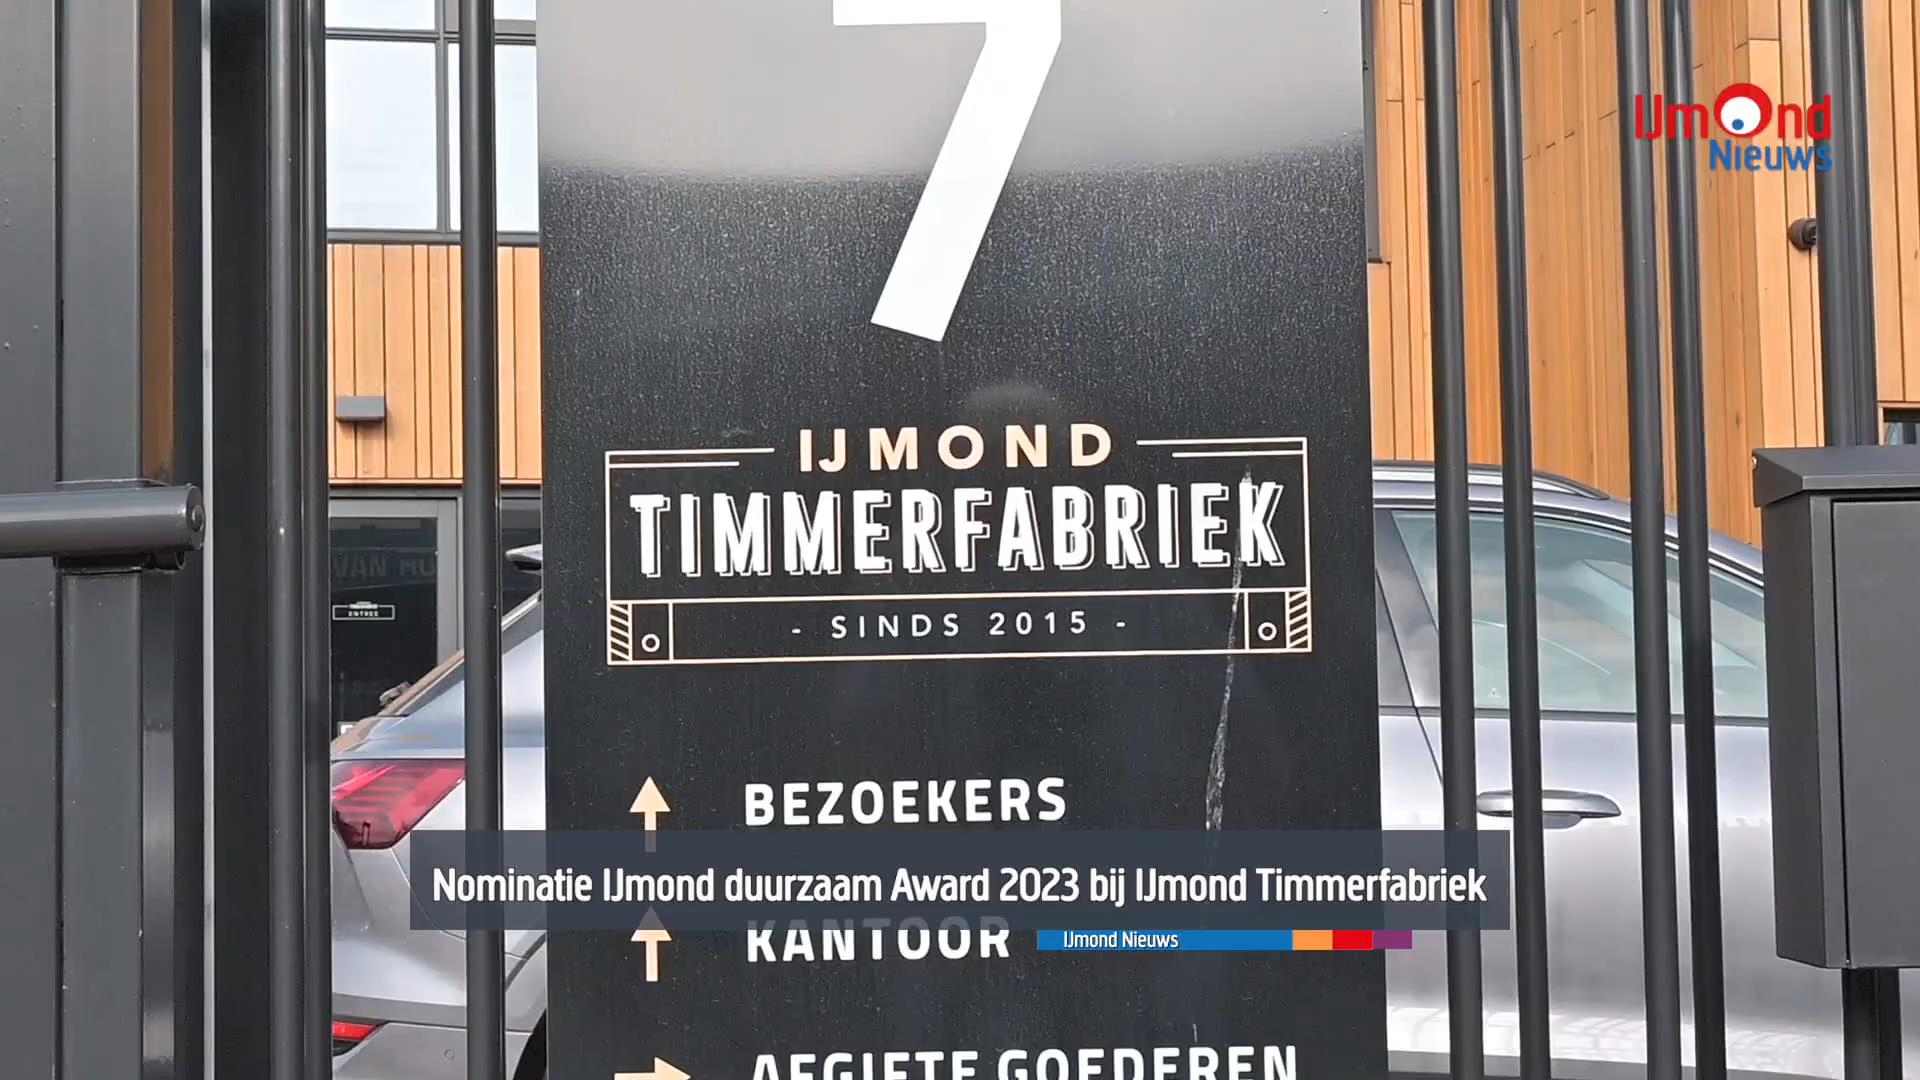 7
IJmond
Nieuws
IJMOND
TIMMERFABRIEK
- SINDS 2015 -
ENTREE
BEZOEKERS
Nominatie IJmond duurzaam Award 2023 bij IJmond Timmerfabriek
KANTOOR
IJmond Nieuws
AFGIFTE GOEDEREN